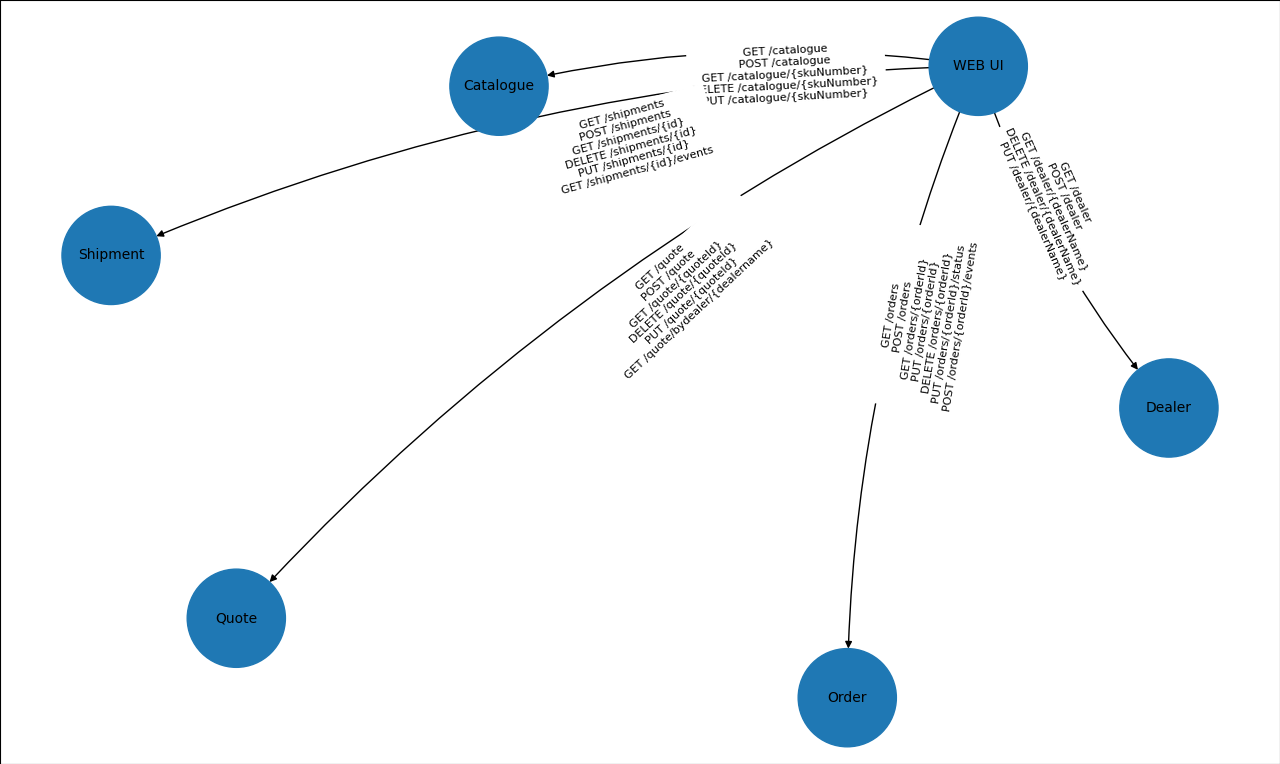 WEB UI
Catalogue
GET /catalogue
POST /catalogue
GET /catalogue/{skuNumber}
LETE /catalogue/{skuNumber}
PUT /catalogue/{skuNumber}
GET /shipments
POST /shipments
GET /shipments/{id}
DELETE /shipments/{id}
PUT /shipments/{id}
GET /shipments/{id}/events
GET /dealer
POST /dealer
GET /dealer/{dealerName}
DELETE /dealer/{dealerName}
PUT /dealer/{dealerName}
Shipment
GET /quote
POST /quote
GET /quote/{quoteId}
DELETE /quote/{quoteId}
PUT /quote/{quoteId}
GET /quote/bydealer/{dealername}
GET /orders
POST /orders
GET /orders/{orderId}
PUT /orders/{orderId}
DELETE /orders/{orderId}
PUT /orders/{orderId}/status
POST /orders/{orderId}/events
Dealer
Quote
Order